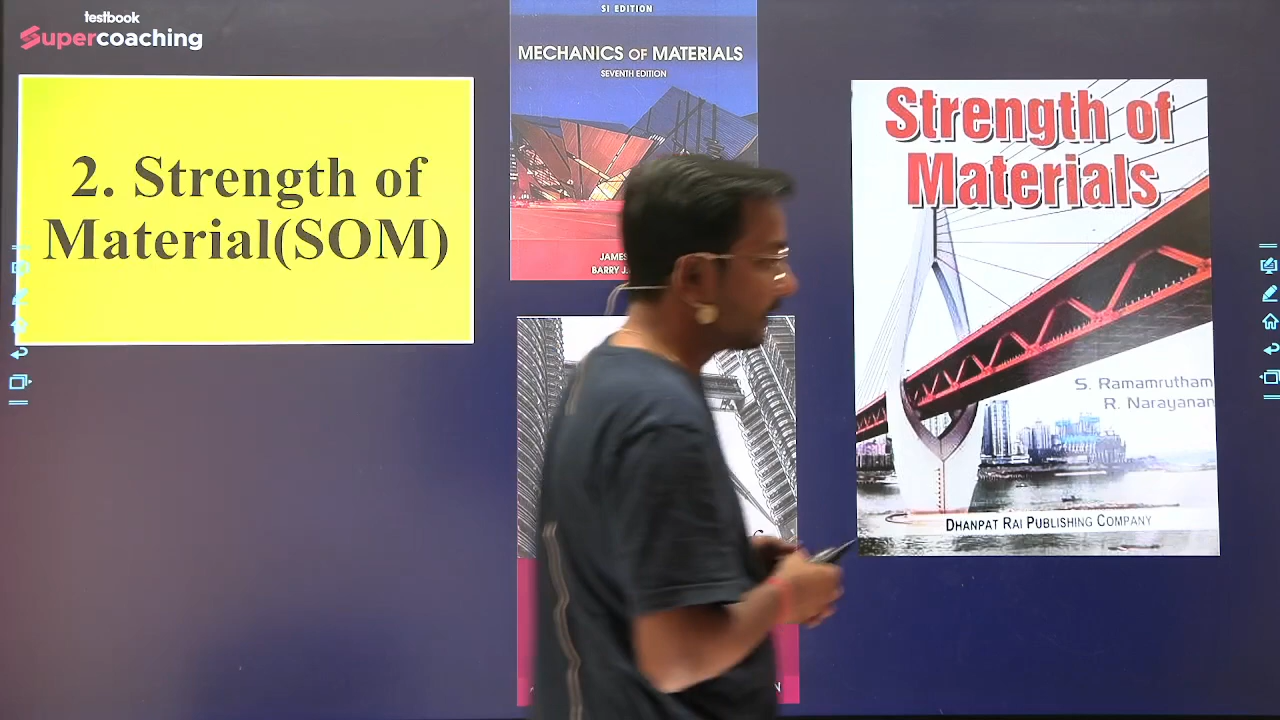 testbook
Supercoaching
2. Strength of
Material(SOM)
SI EDITION
MECHANICS OF MATERIALS
SEVENTH EDITION
JAMES
BARRY J.
Strength of
Materials
S. Ramamrutham
R. Narayanan
DHANPAT RAI PUBLISHING COMPANY